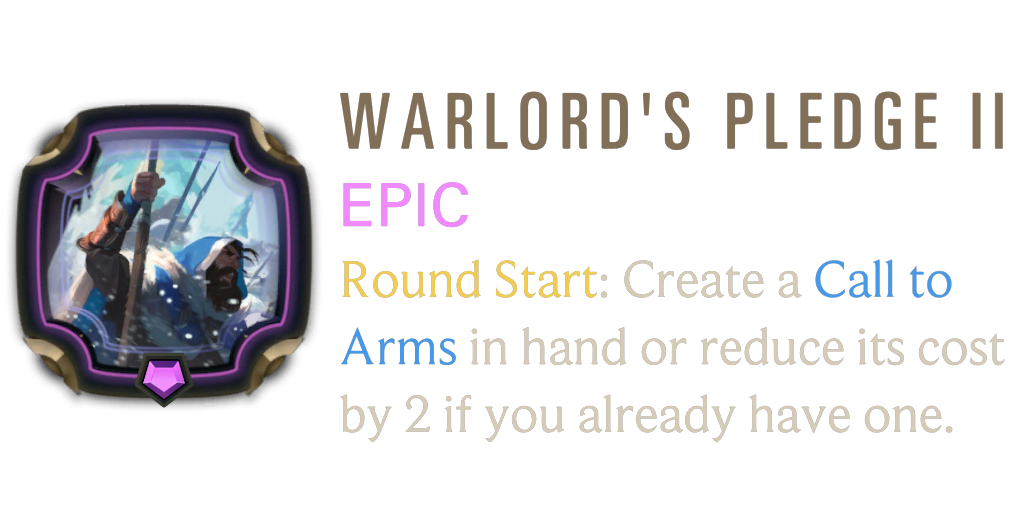 WARLORD'S PLEDGE II
EPIC
Round Start: Create a Call to
Arms in hand or reduce its cost
by 2 if you already have one.